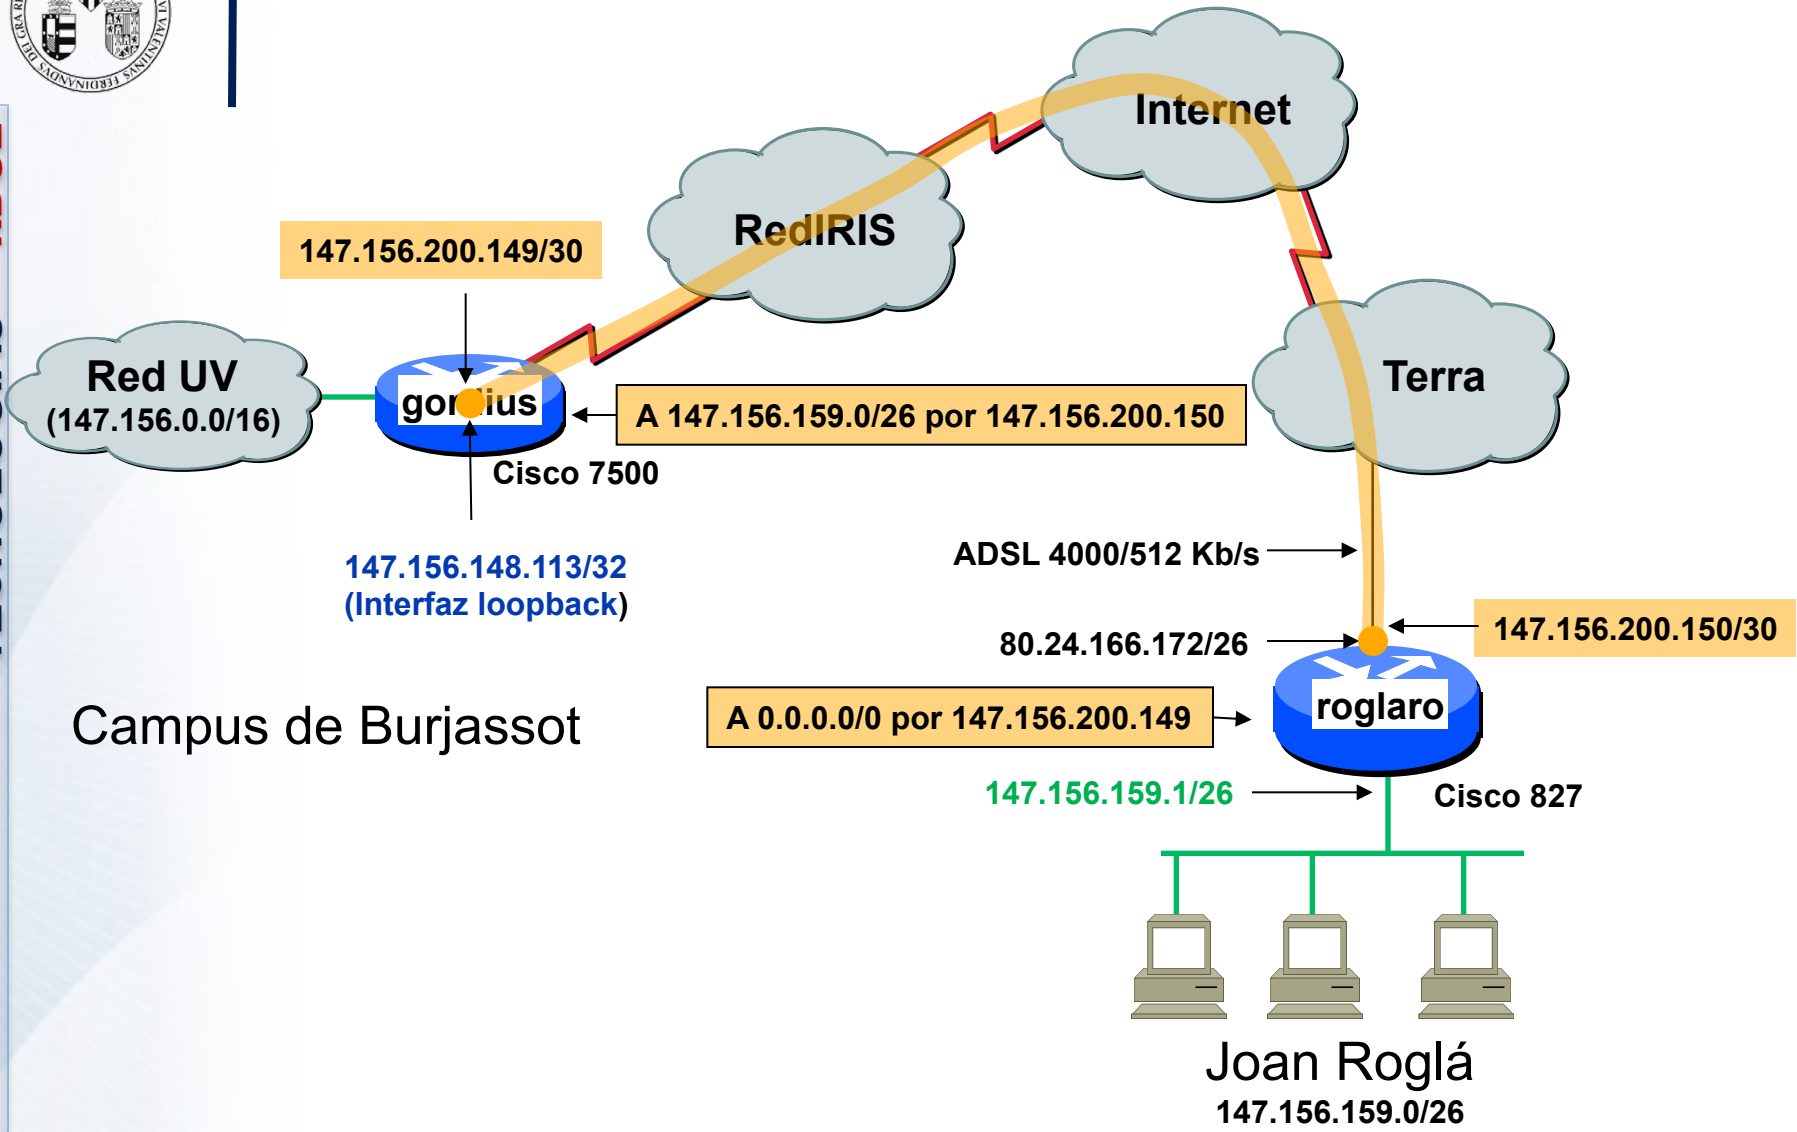 Internet
RedIRIS
147.156.200.149/30
Red UV
(147.156.0.0/16)
Terra
A 147.156.159.0/26 por 147.156.200.150
Cisco 7500
147.156.148.113/32
(Interfaz loopback)
ADSL 4000/512 Kb/s
80.24.166.172/26
147.156.200.150/30
roglaro
A 0.0.0.0/0 por 147.156.200.149
Campus de Burjassot
147.156.159.1/26
Cisco 827
Joan Roglá
147.156.159.0/26